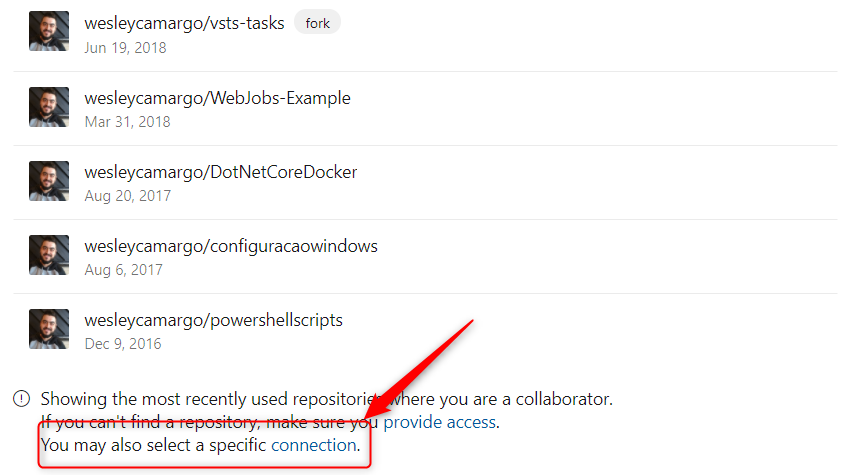 wesleycamargo/vsts-tasks fork
Jun 19, 2018
wesleycamargo/WebJobs-Example
Mar 31, 2018
wesleycamargo/DotNetCoreDocker
Aug 20, 2017
wesleycamargo/configuracaowindows
Aug 6, 2017
wesleycamargo/powershellscripts
Dec 9, 2016
Showing the most recently used repositories where you are a collaborator.
If you can't find a repository, make sure you provide access.
You may also select a specific connection.